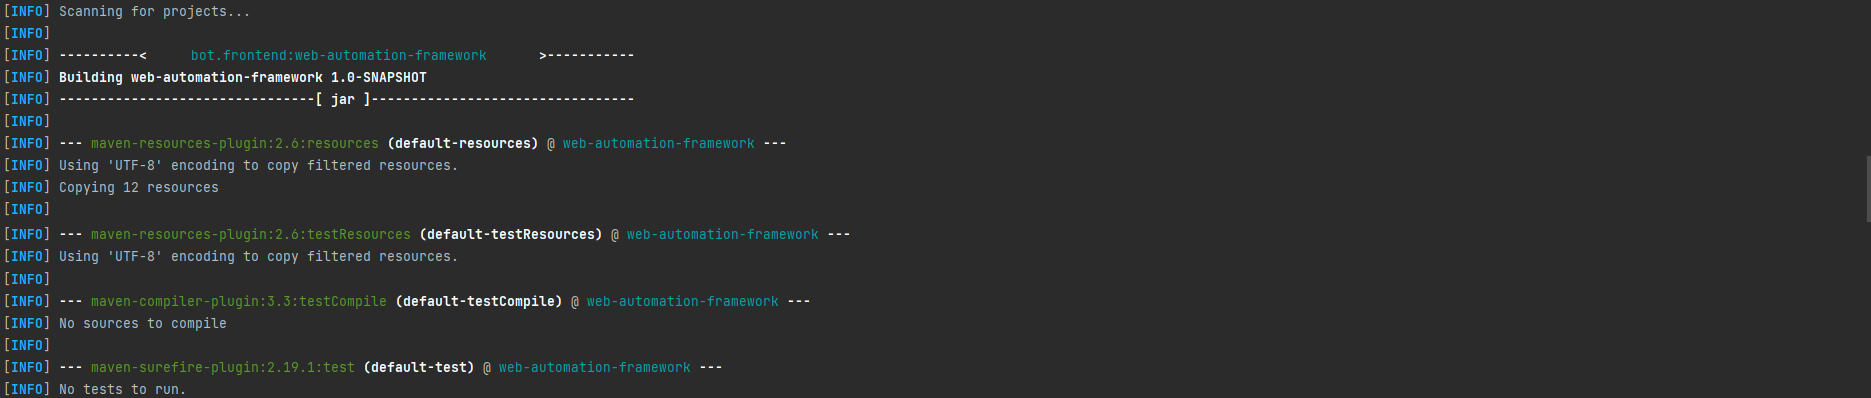 [INFO] Scanning for projects...
[INFO]
[INFO] ----------< bot.frontend:web-automation-framework >-----------
[INFO] Building web-automation-framework 1.0-SNAPSHOT
[INFO] --------------------------------[ jar ]---------------------------------
[INFO]
[INFO] --- maven-resources-plugin:2.6:resources (default-resources) @ web-automation-framework ---
[INFO] Using 'UTF-8' encoding to copy filtered resources.
[INFO] Copying 12 resources
[INFO]
[INFO] --- maven-resources-plugin:2.6:testResources (default-testResources) @ web-automation-framework ---
[INFO] Using 'UTF-8' encoding to copy filtered resources.
[INFO]
[INFO] --- maven-compiler-plugin:3.3:testCompile (default-testCompile) @ web-automation-framework ---
[INFO] No sources to compile
[INFO]
[INFO] --- maven-surefire-plugin:2.19.1:test (default-test) @ web-automation-framework ---
[INFO] No tests to run.